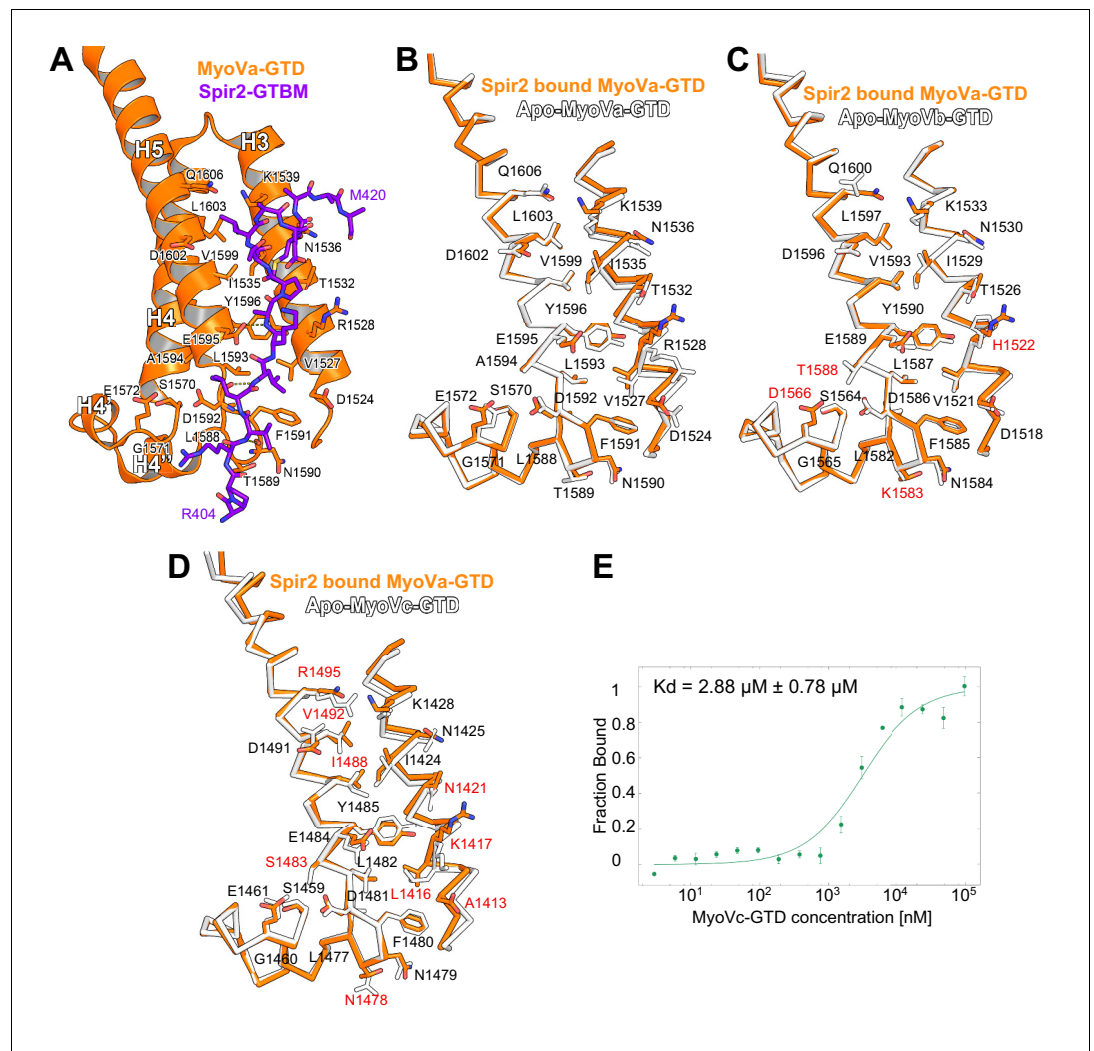 A
MyoVa-GTD
Spir2-GTBM
H5
H3
Q1606
K1539
M420
L1603
D1602
V1599
N1536
I1535
T1532
Y1596
H4
R1528
E1595
A1594
L1593
V1527
E1572
S1570
D1524
H4'
D1592
L1588
F1591
G1571
N1590
T1589
R404
B
Spir2 bound MyoVa-GTD
Apo-MyoVa-GTD
Q1606
K1539
L1603
N1536
D1602
V1599
I1535
T1532
Y1596
E1595
R1528
A1594
L1593
E1572
S1570
D1592
V1527
D1524
F1591
G1571
L1588
N1590
T1589
C
Spir2 bound MyoVa-GTD
Apo-MyoVb-GTD
Q1600
K1533
L1597
N1530
D1596
V1593
I1529
T1526
Y1590
E1589
H1522
T1588
L1587
D1566
S1564
D1586
V1521
D1518
F1585
G1565
L1582
N1584
K1583
D
Spir2 bound MyoVa-GTD
Apo-MyoVc-GTD
R1495
K1428
V1492
N1425
D1491
I1424
I1488
N1421
Y1485
E1484
K1417
S1483
L1482
E1461
S1459
D1481
L1416
A1413
F1480
G1460
L1477
N1479
N1478
E
Kd = 2.88 µM ± 0.78 µM
Fraction Bound
1
0.8
0.6
0.4
0.2
0
10¹
10²
10³
10⁴
10⁵
MyoVc-GTD concentration [nM]